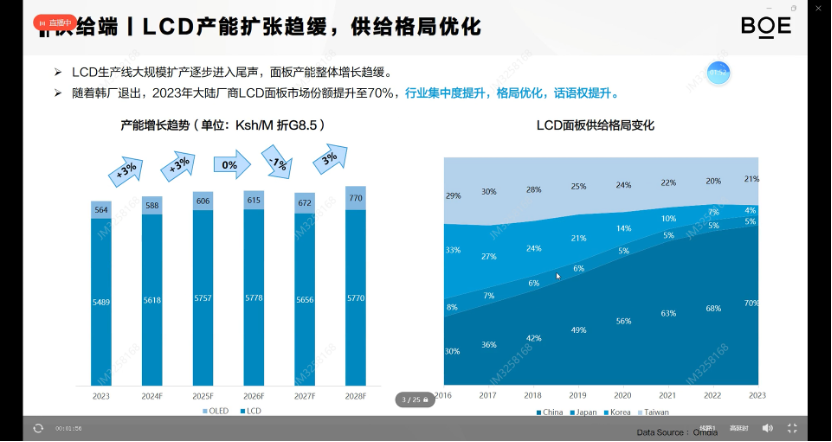 直播中
供给端丨LCD产能扩张趋缓，供给格局优化
BOE
➢ LCD生产线大规模扩产逐步进入尾声，面板产能整体增长趋缓。
➢ 随着韩厂退出，2023年大陆厂商LCD面板市场份额提升至70%，行业集中度提升，格局优化，话语权提升。
产能增长趋势（单位：Ksh/M 折G8.5）
+3% +3% 0% -1% 3%
564 588 606 615 672 770
5489 5618 5757 5778 5656 5770
2023 2024F 2025F 2026F 2027F 2028F
OLED LCD
LCD面板供给格局变化
29% 30% 28% 25% 24% 22% 20% 21%
33% 27% 24% 21% 14% 10% 7% 4%
8% 7% 6% 6% 5% 5% 5% 5%
30% 36% 42% 49% 56% 63% 68% 70%
2016 2017 2018 2019 2020 2021 2022 2023
China Japan Korea Taiwan
3 / 25
Data Source： Omdia
JM3258168